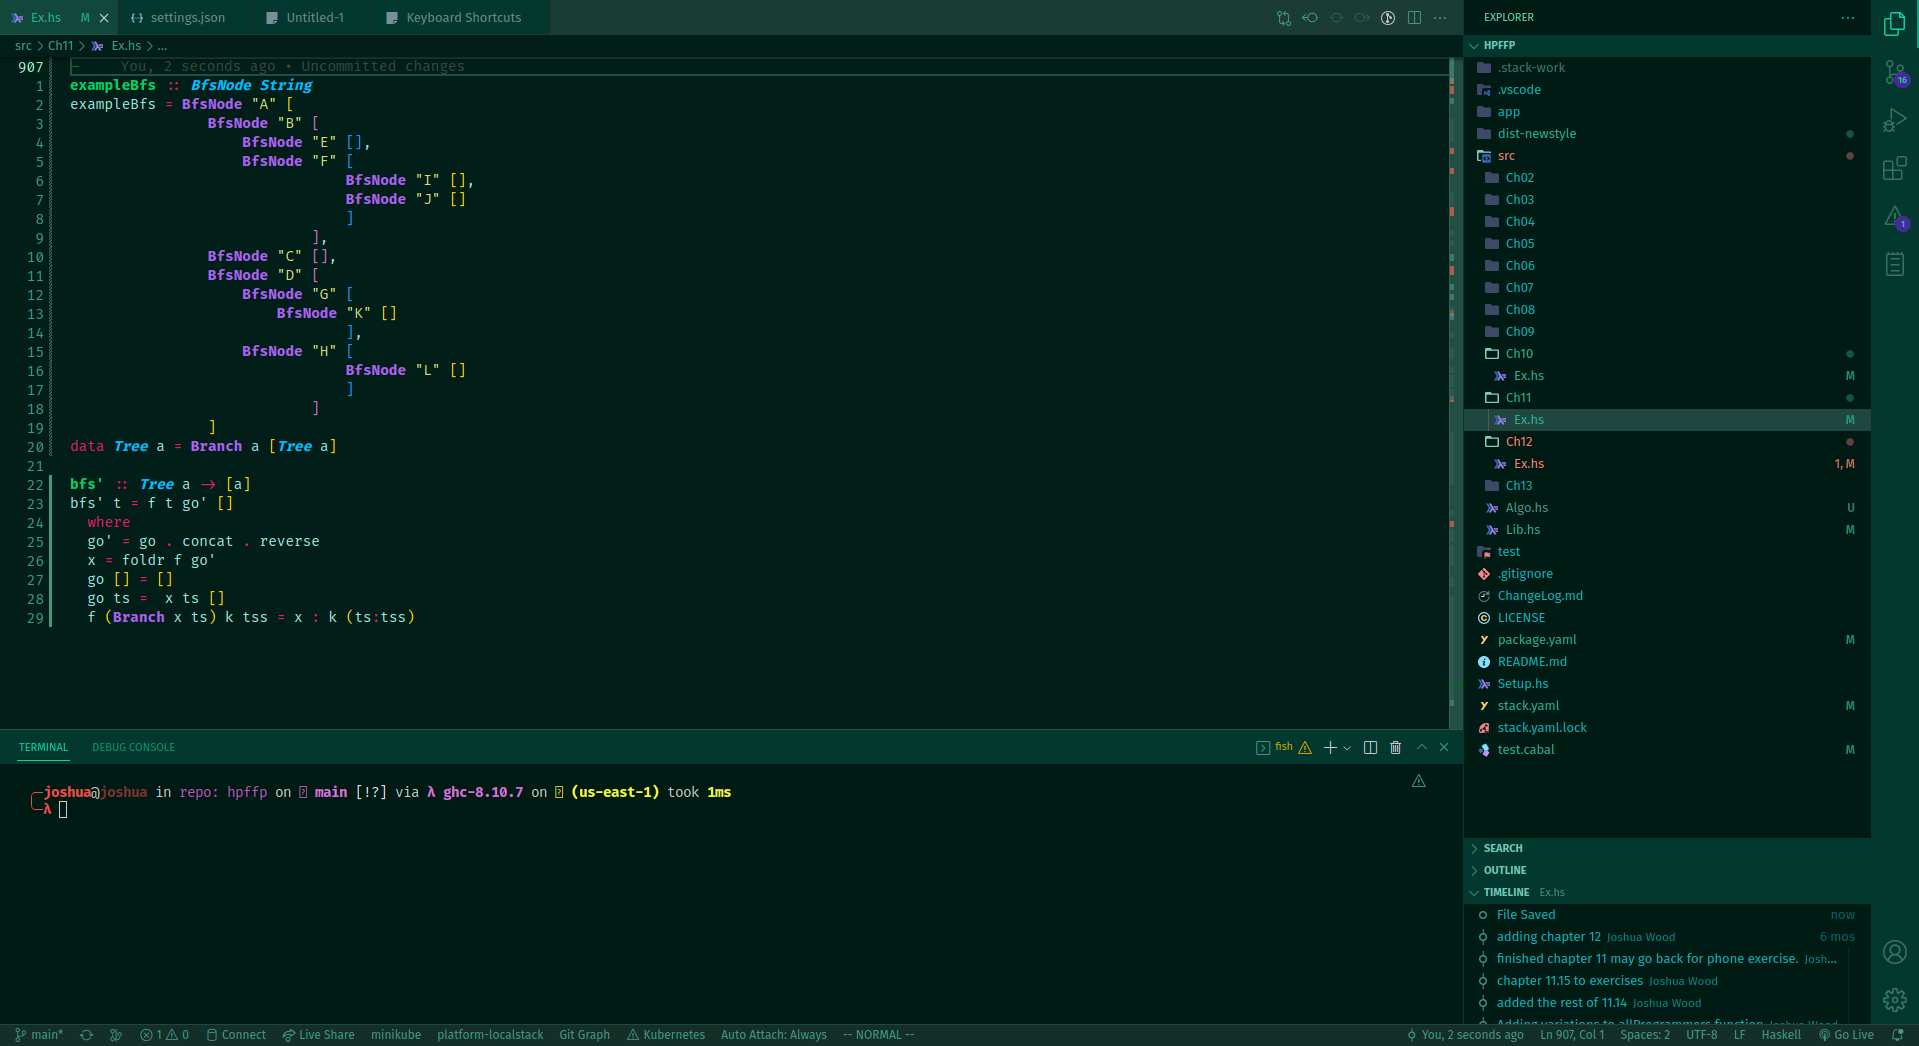 Ex.hs M settings.json Untitled-1 Keyboard Shortcuts
src > Ch11 > Ex.hs > ...
907 You, 2 seconds ago • Uncommitted changes
1 exampleBfs :: BfsNode String
2 exampleBfs = BfsNode "A" [
3 BfsNode "B" [
4 BfsNode "E" [],
5 BfsNode "F" [
6 BfsNode "I" [],
7 BfsNode "J" []
8 ]
9 ],
10 BfsNode "C" [],
11 BfsNode "D" [
12 BfsNode "G" [
13 BfsNode "K" []
14 ],
15 BfsNode "H" [
16 BfsNode "L" []
17 ]
18 ]
19 ]
20 data Tree a = Branch a [Tree a]
21
22 bfs' :: Tree a -> [a]
23 bfs' t = f t go' []
24 where
25 go' = go . concat . reverse
26 x = foldr f go'
27 go [] = []
28 go ts = x ts []
29 f (Branch x ts) k tss = x : k (ts:tss)
TERMINAL DEBUG CONSOLE
fish
joshua@joshua in repo: hpffp on main [!?] via λ ghc-8.10.7 on (us-east-1) took 1ms
λ
EXPLORER
HPFFP
.stack-work
.vscode
app
dist-newstyle
src
Ch02
Ch03
Ch04
Ch05
Ch06
Ch07
Ch08
Ch09
Ch10
Ex.hs M
Ch11
Ex.hs M
Ch12
Ex.hs 1, M
Ch13
Algo.hs U
Lib.hs M
test
.gitignore
ChangeLog.md
LICENSE
package.yaml M
README.md
Setup.hs
stack.yaml M
stack.yaml.lock
test.cabal M
SEARCH
OUTLINE
TIMELINE Ex.hs
File Saved now
adding chapter 12 Joshua Wood 6 mos
finished chapter 11 may go back for phone exercise. Josh...
chapter 11.15 to exercises Joshua Wood
added the rest of 11.14 Joshua Wood
Adding variations to allProgrammers function Joshua Wood
16
1
main* 1 0 Connect Live Share minikube platform-localstack Git Graph Kubernetes Auto Attach: Always -- NORMAL -- You, 2 seconds ago Ln 907, Col 1 Spaces: 2 UTF-8 LF Haskell Go Live